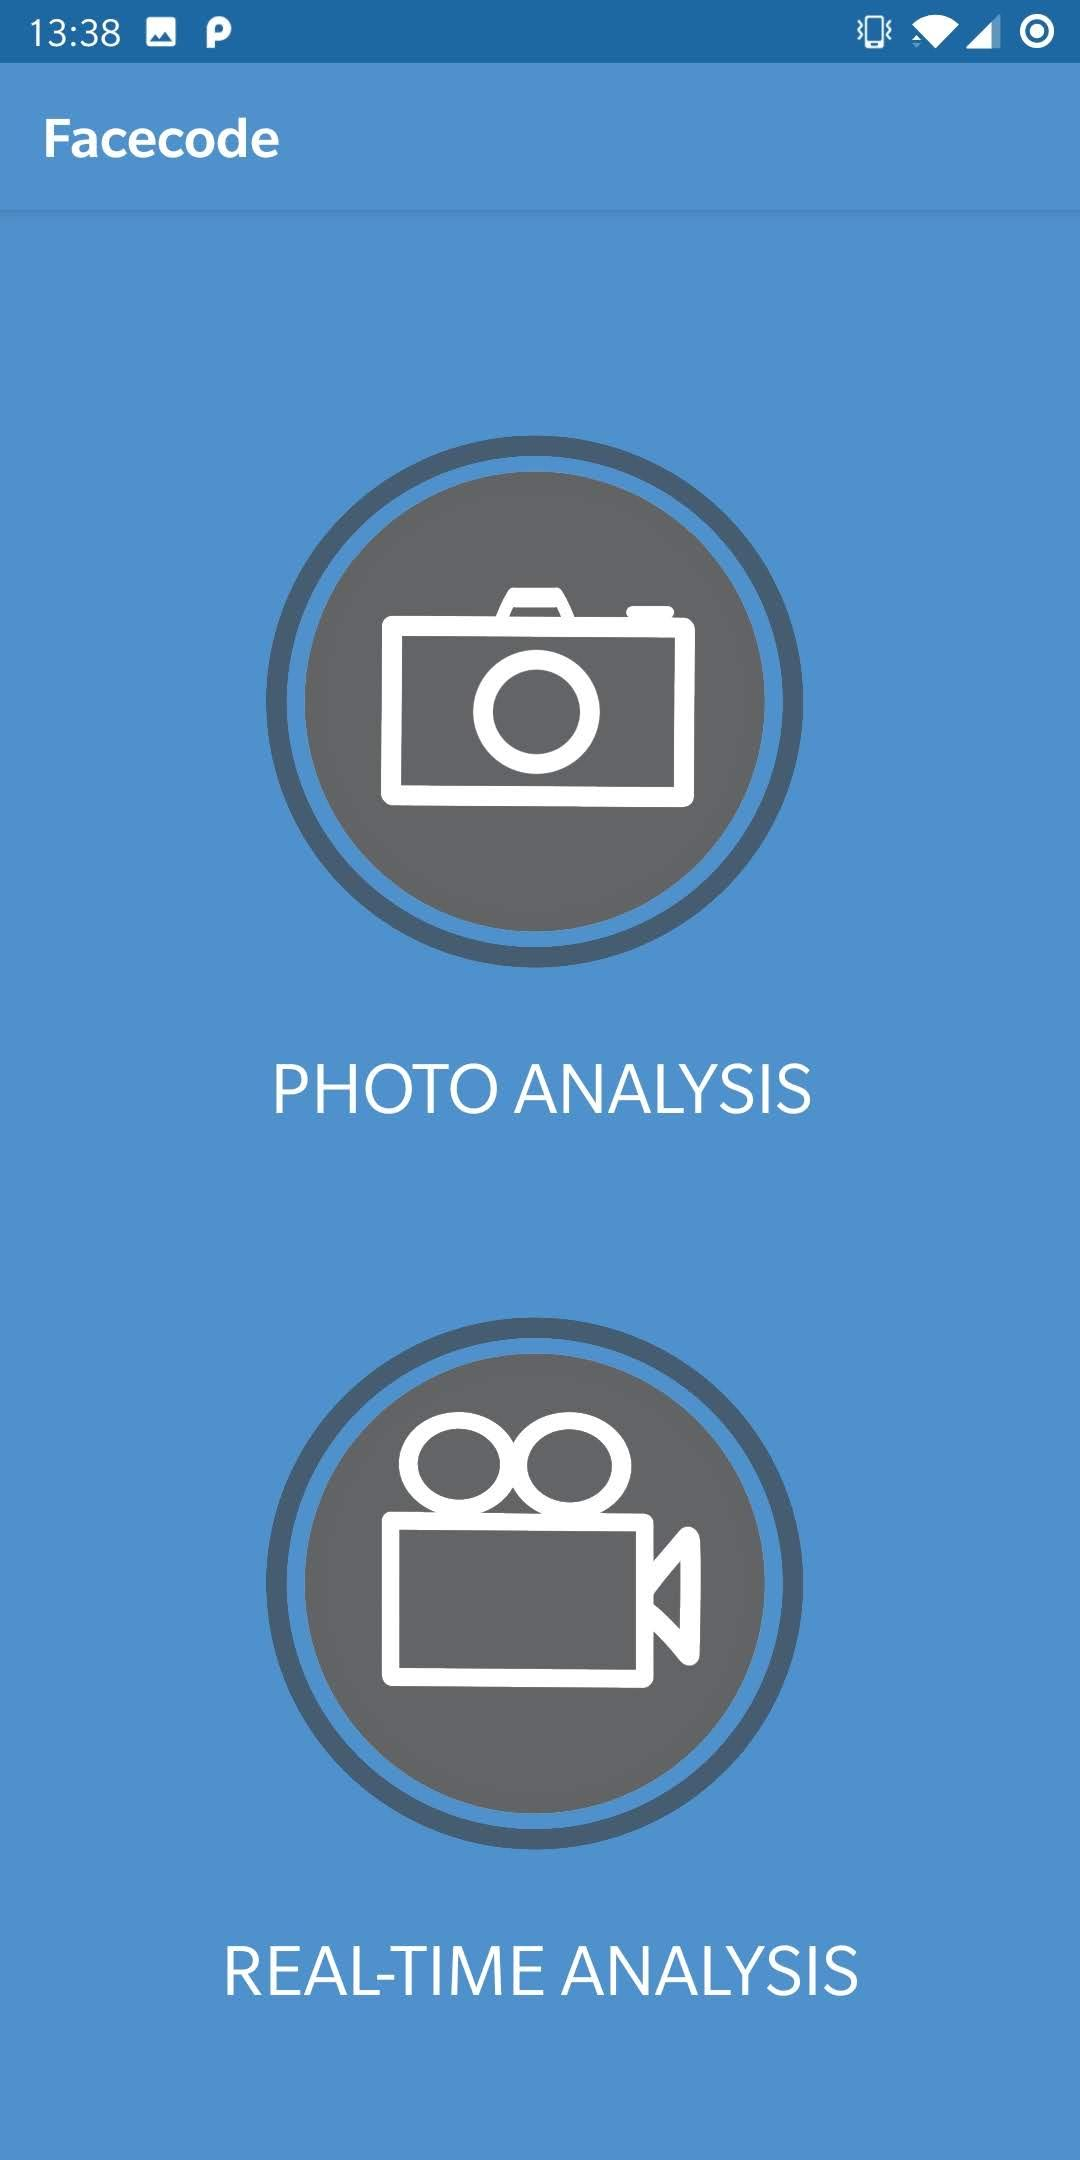 13:38
Facecode
PHOTO ANALYSIS
REAL-TIME ANALYSIS